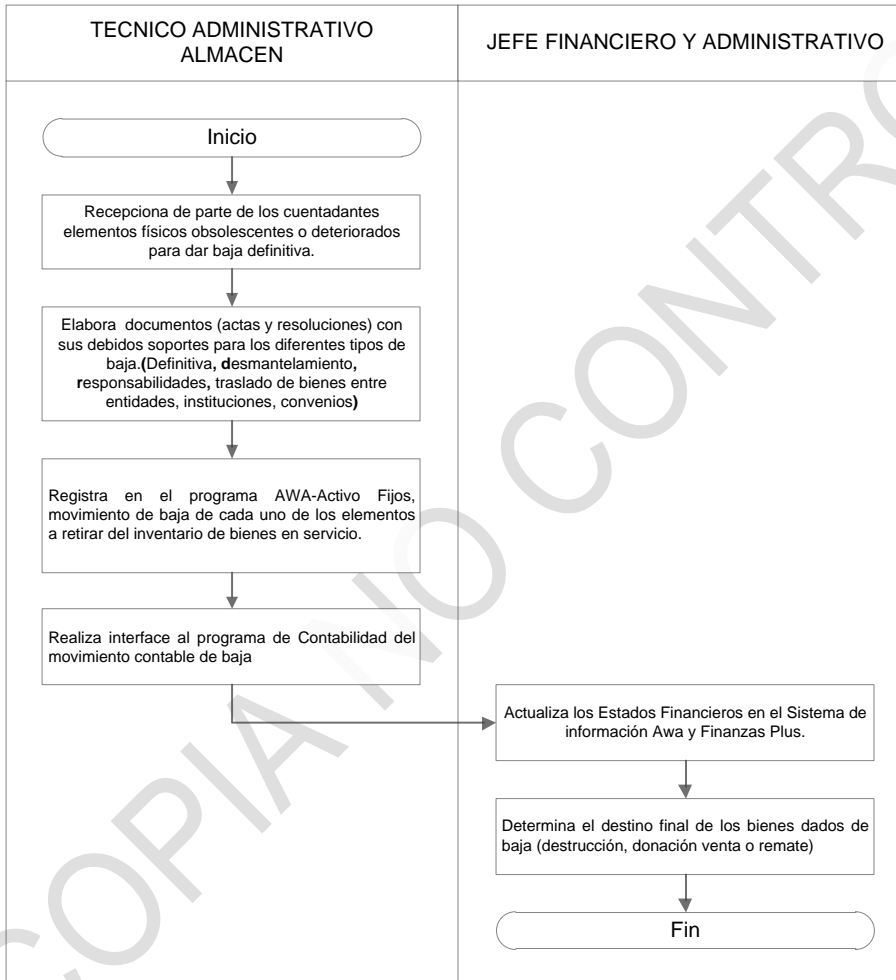 TECNICO ADMINISTRATIVO
ALMACEN
JEFE FINANCIERO Y ADMINISTRATIVO
Inicio
Recepciona de parte de los cuentadantes
elementos físicos obsolescentes o deteriorados
para dar baja definitiva.
Elabora documentos (actas y resoluciones) con
sus debidos soportes para los diferentes tipos de
baja.(Definitiva, desmantelamiento,
responsabilidades, traslado de bienes entre
entidades, instituciones, convenios)
Registra en el programa AWA-Activo Fijos,
movimiento de baja de cada uno de los elementos
a retirar del inventario de bienes en servicio.
Realiza interface al programa de Contabilidad del
movimiento contable de baja
Actualiza los Estados Financieros en el Sistema de
información Awa y Finanzas Plus.
Determina el destino final de los bienes dados de
baja (destrucción, donación venta o remate)
Fin
COPIA NO CONTRO